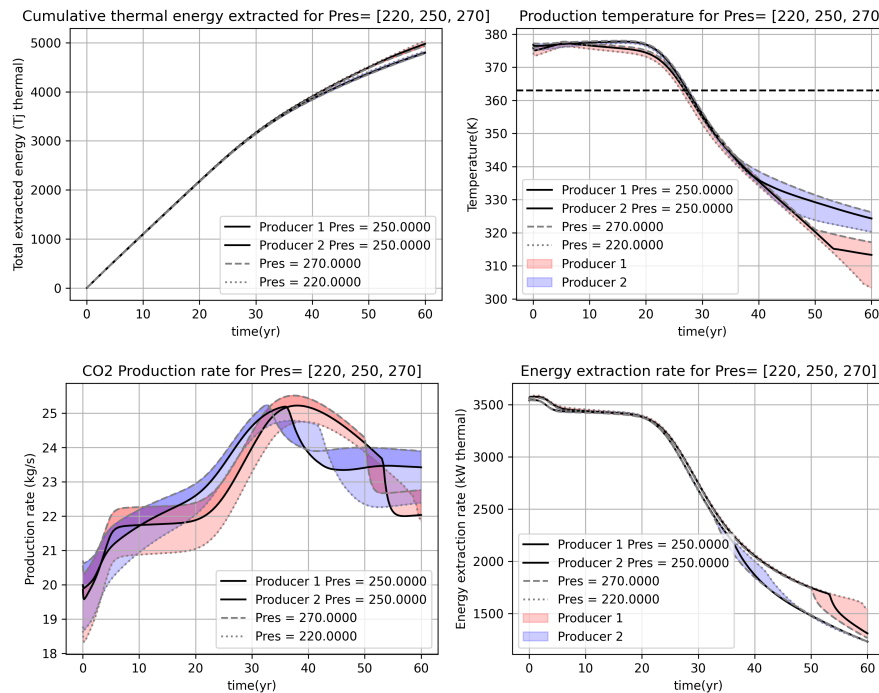 Cumulative thermal energy extracted for Pres= [220, 250, 270]
Total extracted energy (Tj thermal)
5000
4000
3000
2000
1000
0
Producer 1 Pres = 250.0000
Producer 2 Pres = 250.0000
Pres = 270.0000
Pres = 220.0000
0 10 20 30 40 50 60
time(yr)
Production temperature for Pres= [220, 250, 270
Temperature(K)
380
370
360
350
340
330
320
310
300
Producer 1 Pres = 250.0000
Producer 2 Pres = 250.0000
Pres = 270.0000
Pres = 220.0000
Producer 1
Producer 2
0 10 20 30 40 50 60
time(yr)
CO2 Production rate for Pres= [220, 250, 270]
Production rate (kg/s)
25
24
23
22
21
20
19
18
Producer 1 Pres = 250.0000
Producer 2 Pres = 250.0000
Pres = 270.0000
Pres = 220.0000
0 10 20 30 40 50 60
time(yr)
Energy extraction rate for Pres= [220, 250, 270]
Energy extraction rate (kW thermal)
3500
3000
2500
2000
1500
Producer 1 Pres = 250.0000
Producer 2 Pres = 250.0000
Pres = 270.0000
Pres = 220.0000
Producer 1
Producer 2
0 10 20 30 40 50 60
time(yr)